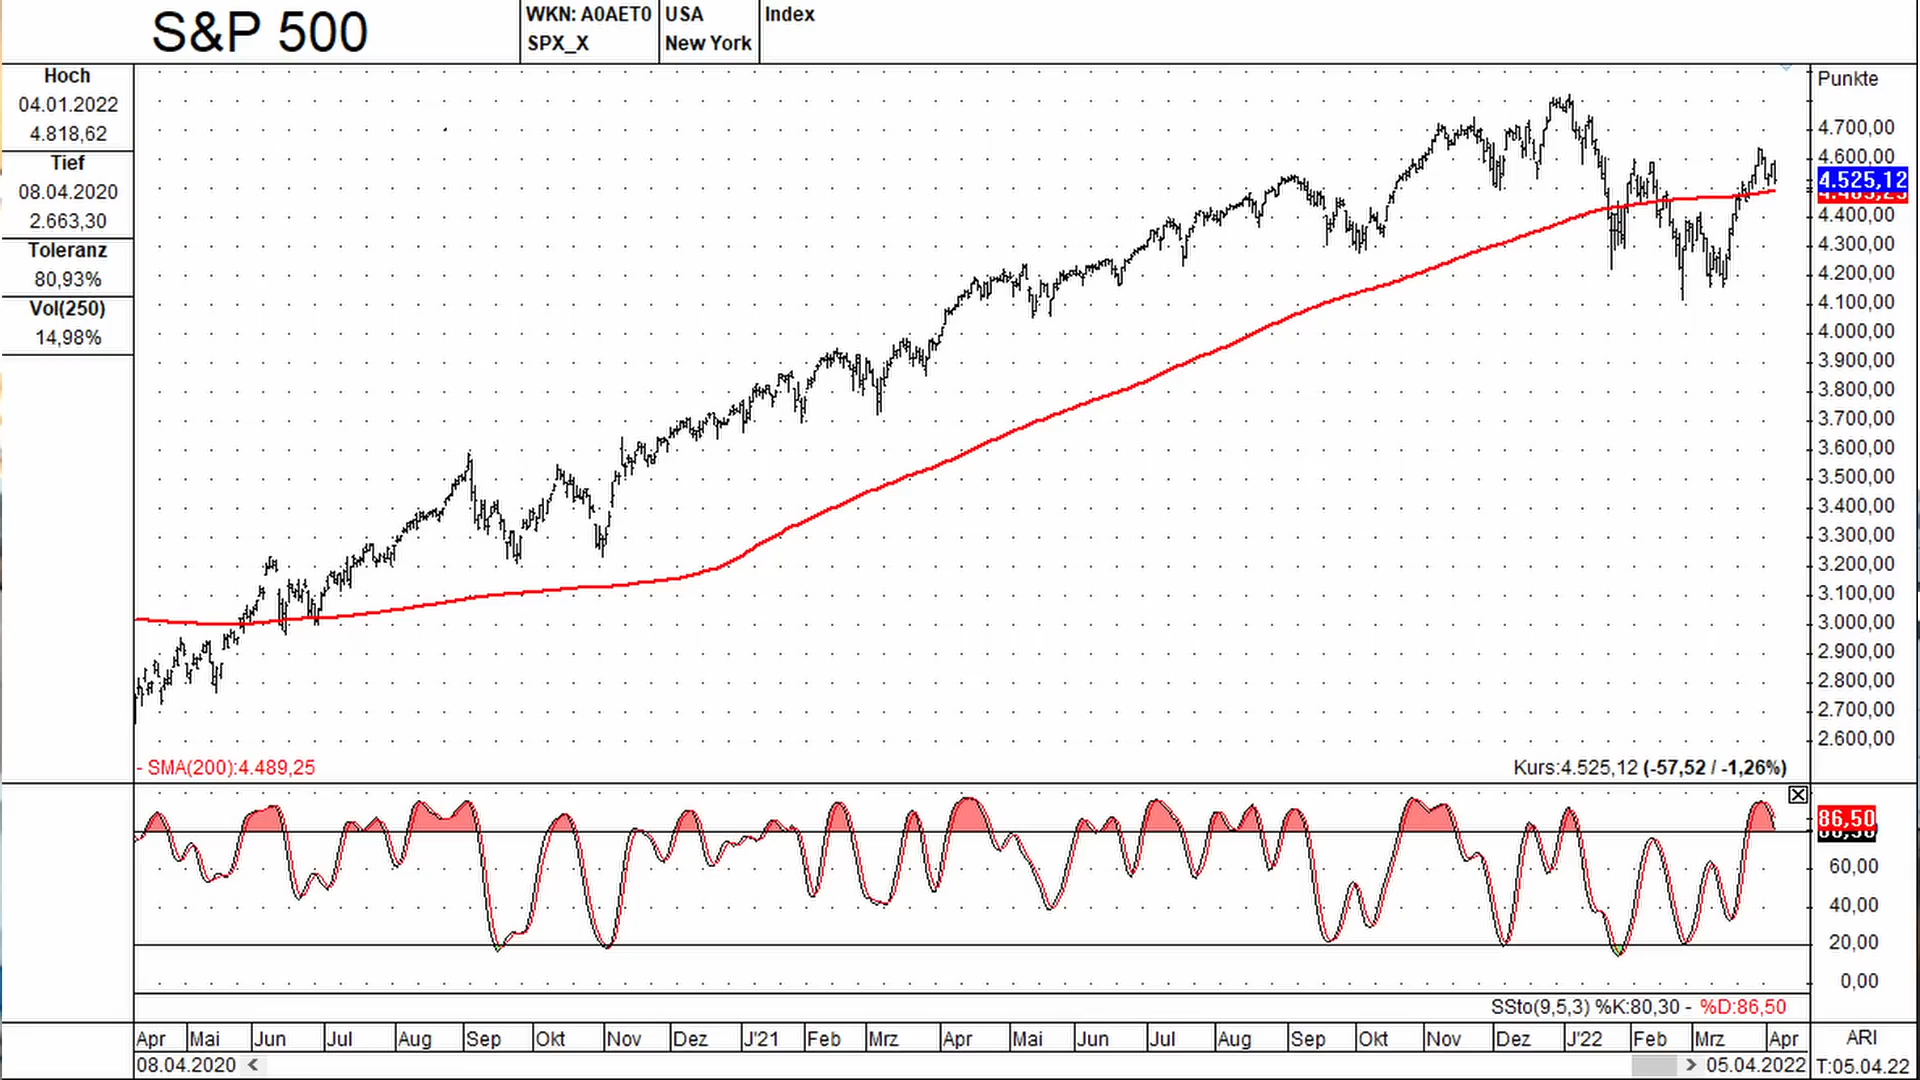 S&P 500
WKN: A0AET0
SPX_X
USA
New York
Index
Hoch
04.01.2022
4.818,62
Tief
08.04.2020
2.663,30
Toleranz
80,93%
Vol(250)
14,98%
Punkte
4.700,00
4.600,00
4.525,12
4.400,00
4.300,00
4.200,00
4.100,00
4.000,00
3.900,00
3.800,00
3.700,00
3.600,00
3.500,00
3.400,00
3.300,00
3.200,00
3.100,00
3.000,00
2.900,00
2.800,00
2.700,00
2.600,00
- SMA(200):4.489,25
Kurs:4.525,12 (-57,52 / -1,26%)
86,50
60,00
40,00
20,00
0,00
SSto(9,5,3) %K:80,30 - %D:86,50
Apr Mai Jun Jul Aug Sep Okt Nov Dez J'21 Feb Mrz Apr Mai Jun Jul Aug Sep Okt Nov Dez J'22 Feb Mrz Apr
ARI
08.04.2020 < > 05.04.2022
T:05.04.22